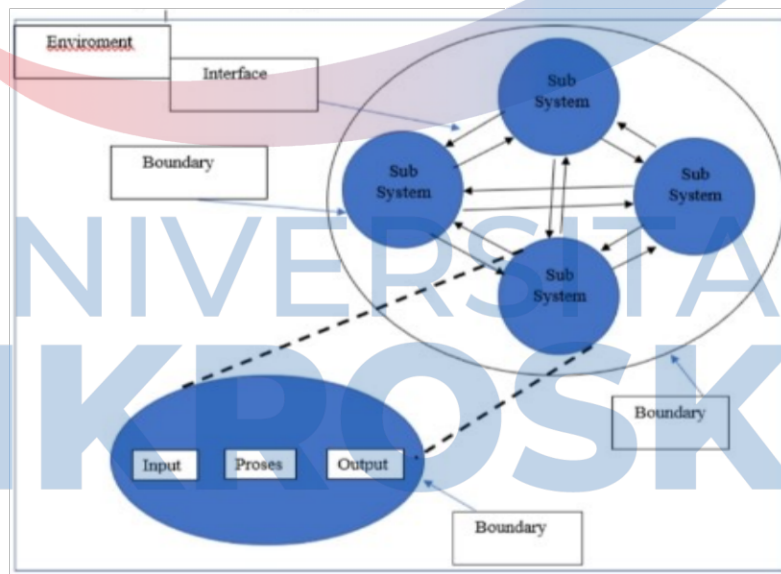 Enviroment
Interface
Boundary
Sub
System
Sub
System
Sub
System
Sub
System
Boundary
Input
Proses
Output
Boundary
NIVERSITA
KROSK